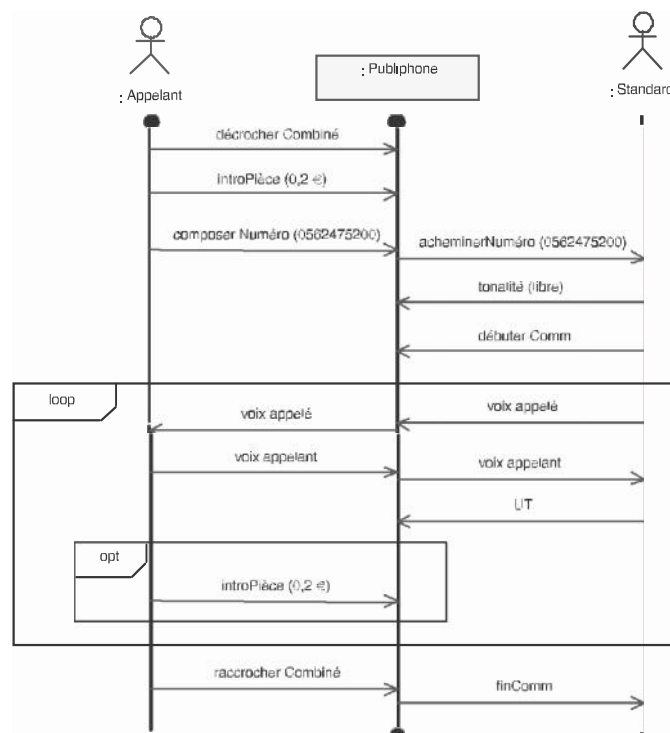 : Publiphone
: Appelant
: Standard
décrocher Combiné
introPièce (0,2 €)
composer Numéro (0562475200)
acheminerNuméro (0562475200)
tonalité (libre)
débuter Comm
loop
voix appelé
voix appelé
voix appelant
voix appelant
UT
opt
introPièce (0,2 €)
raccrocher Combiné
finComm